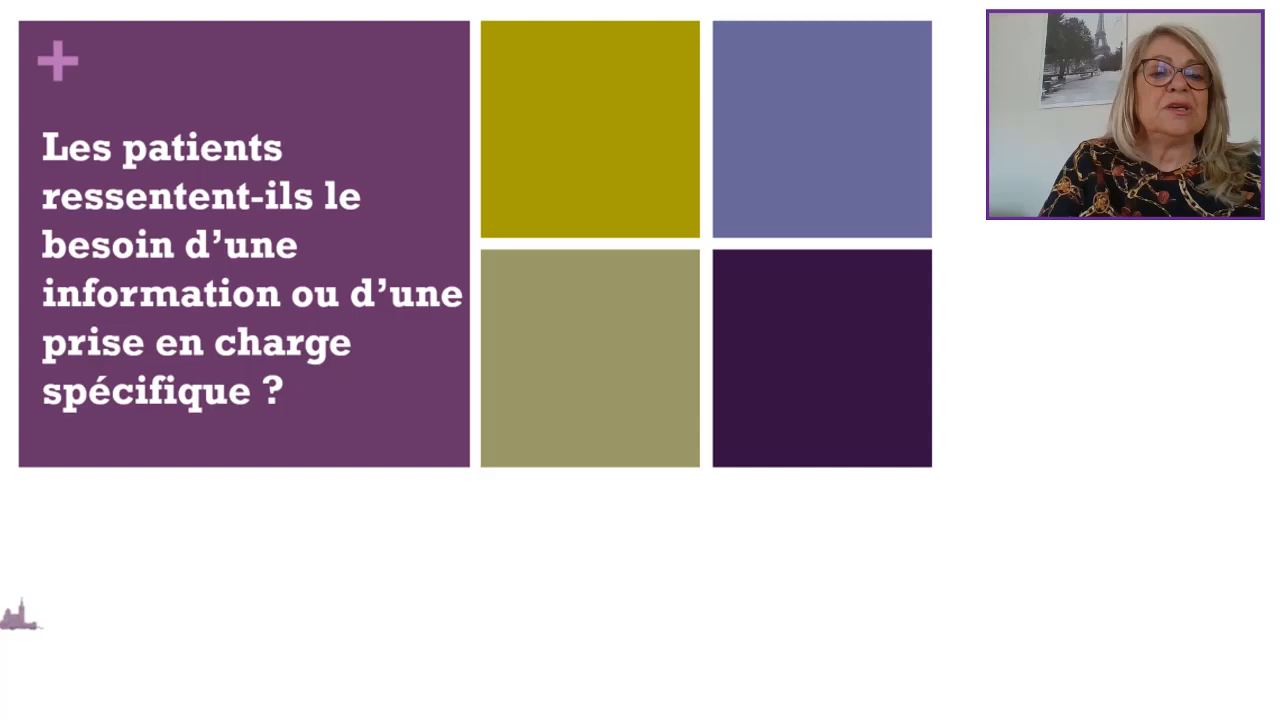 Les patients
ressentent-ils le
besoin d’une
information ou d’une
prise en charge
spécifique ?